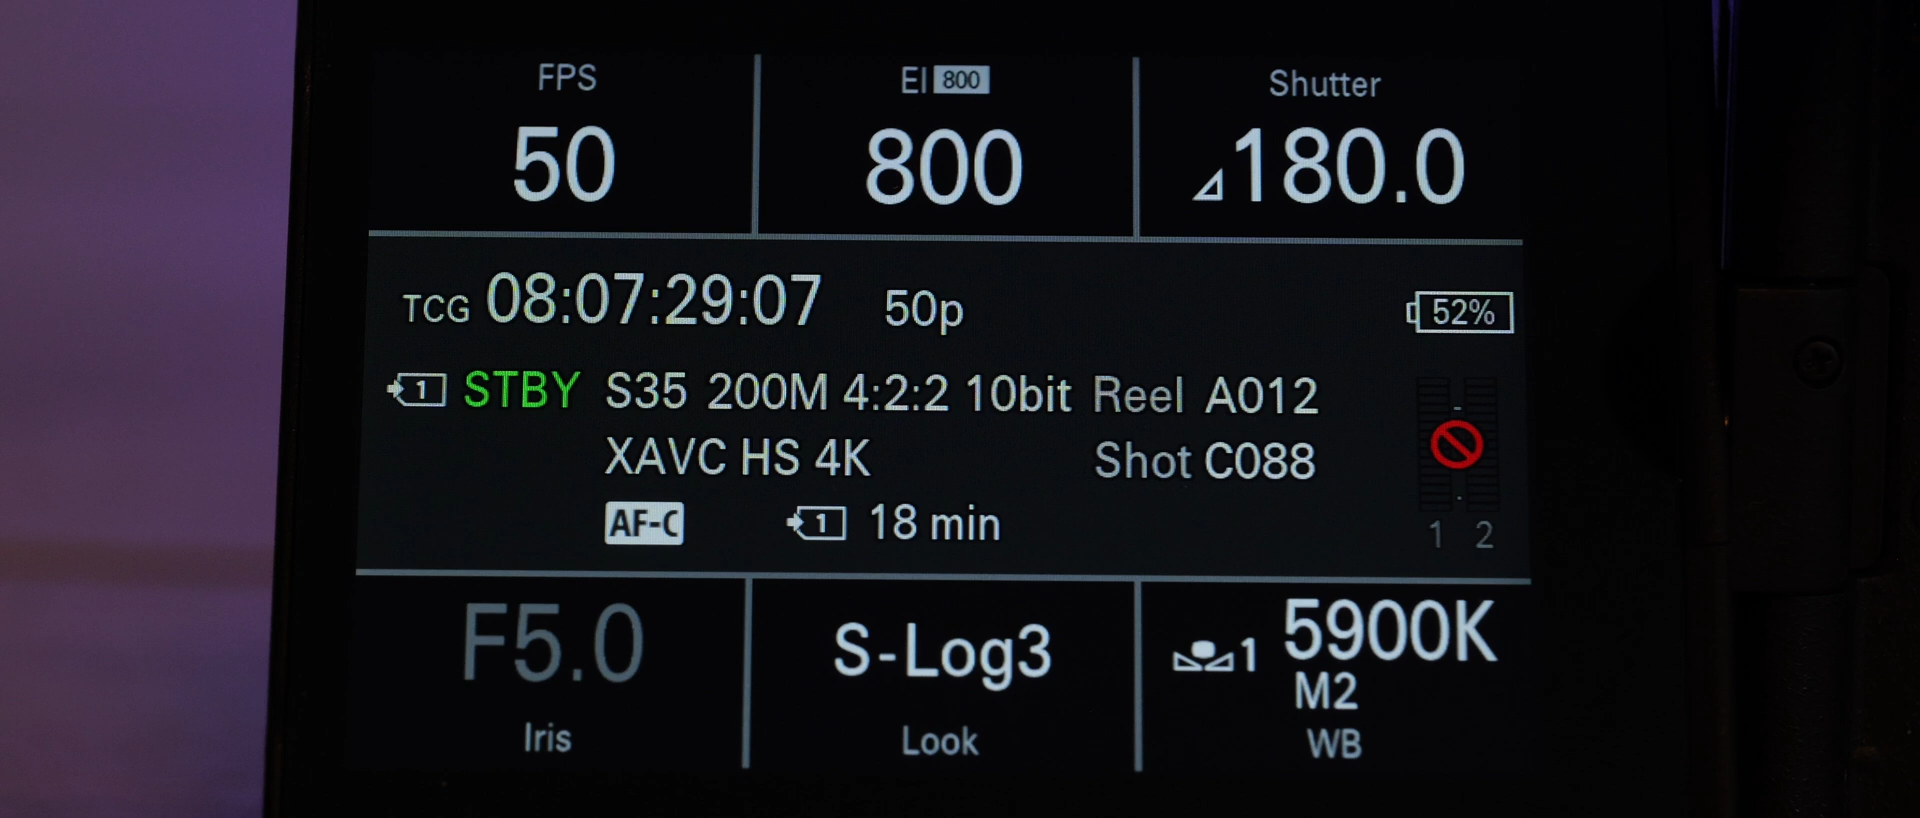 FPS EI 800 Shutter
50 800 180.0
TCG 08:07:29:07 50p 52%
1 STBY S35 200M 4:2:2 10bit Reel A012
XAVC HS 4K Shot C088
AF-C 1 18 min 1 2
F5.0 S-Log3 1 5900K
M2
Iris Look WB